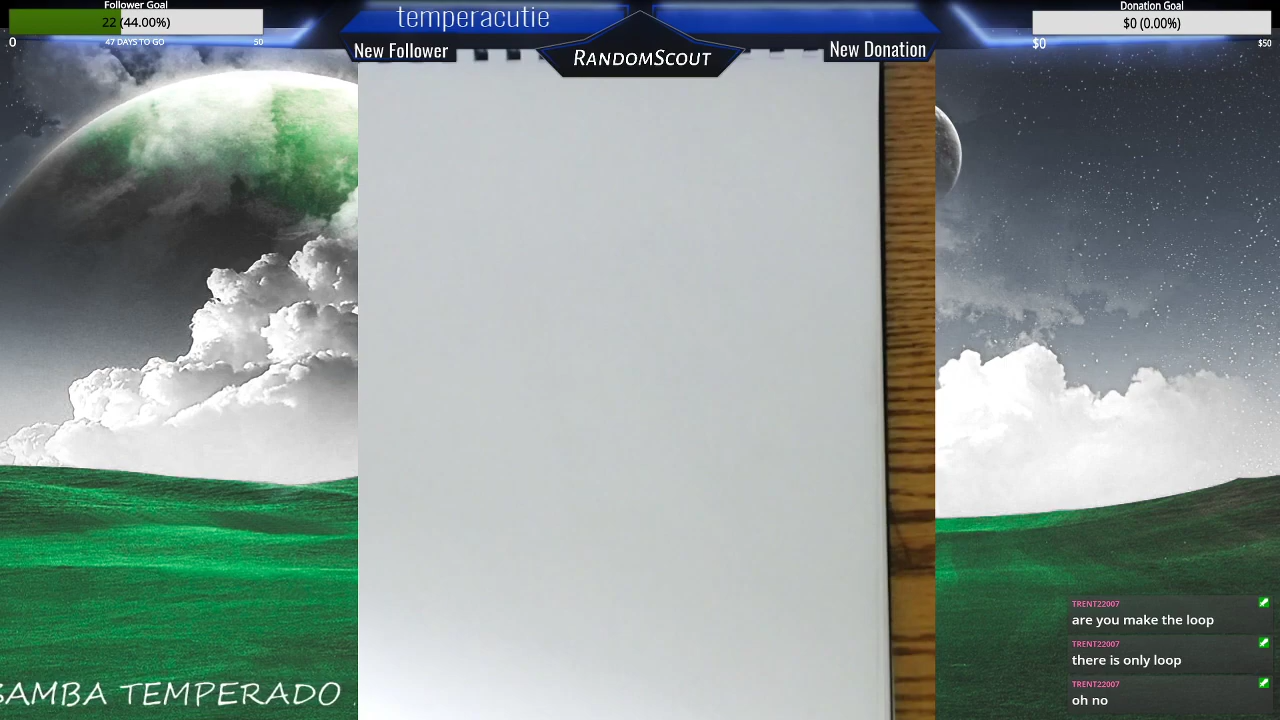 Follower Goal
22 (44.00%)
0
47 DAYS TO GO
50
temperacutie
New Follower
RANDOMSCOUT
New Donation
Donation Goal
$0 (0.00%)
$0
$50
TRENT22007
are you make the loop
TRENT22007
there is only loop
TRENT22007
oh no
SAMBA TEMPERADO